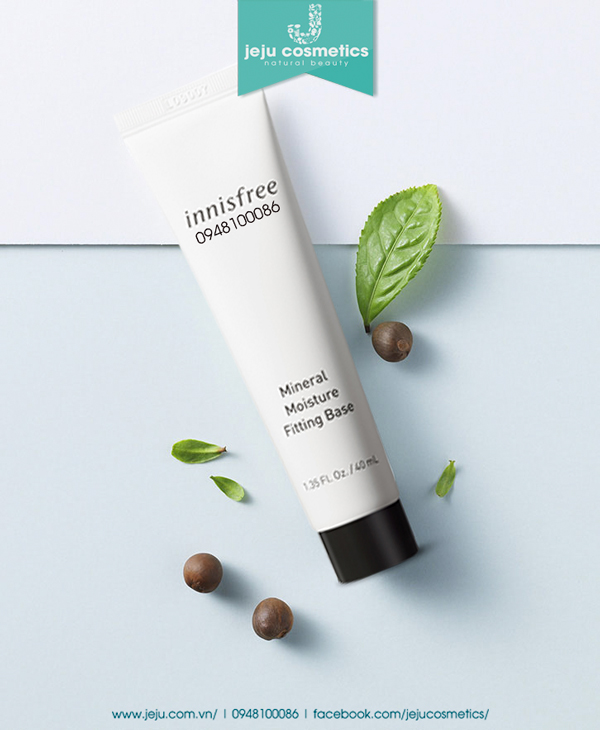 jeju cosmetics
natural beauty
innisfree
0948100086
Mineral
Moisture
Fitting Base
1.35 FL. Oz. / 40 mL
www.jeju.com.vn/ | 0948100086 | facebook.com/jejucosmetics/